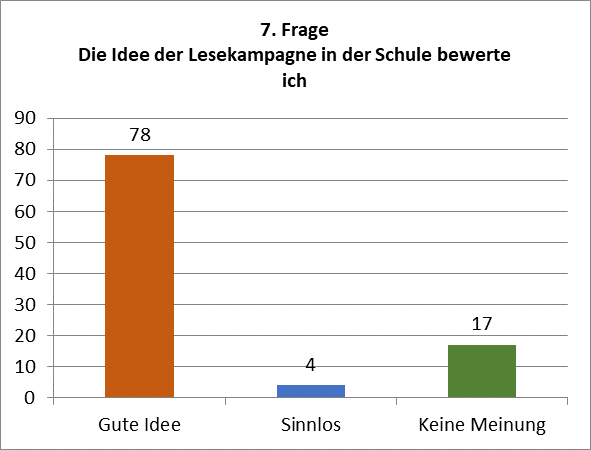 7. Frage
Die Idee der Lesekampagne in der Schule bewerte
ich
90
80
70
60
50
40
30
20
10
0
78
4
17
Gute Idee
Sinnlos
Keine Meinung